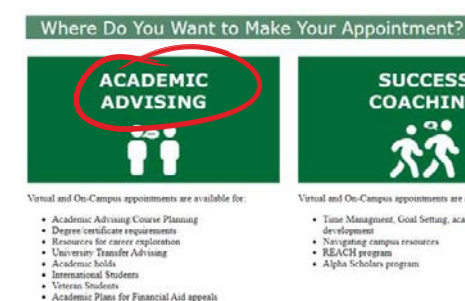 Where Do You Want to Make Your Appointment?
ACADEMIC
ADVISING
Virtual and On-Campus appointments are available for:
Academic Advising/Course Planning
Degree/certificate requirements
Resources for career exploration
University Transfer Advising
Academic holds
International Students
Veteran Students
Academic Plans for Financial Aid appeals
SUCCESS
COACHIN
Virtual and On-Campus appointments are
Time Managment, Goal Setting, aca
development
Navigating campus resources
REACH program
Alpha Scholars program